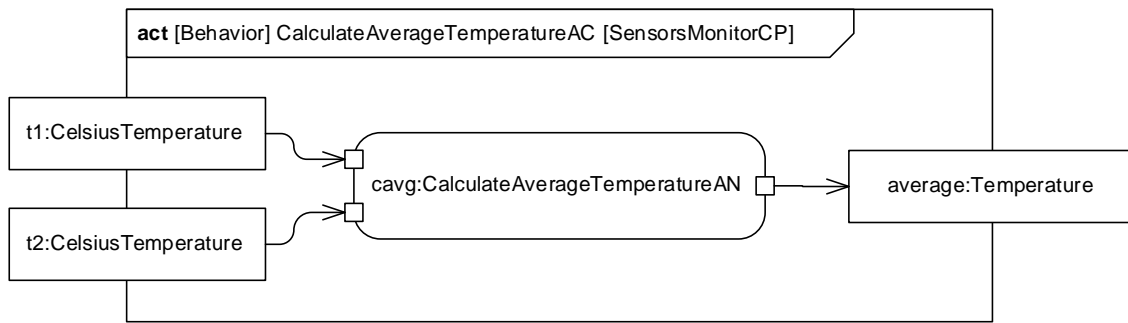 act [Behavior] CalculateAverageTemperatureAC [SensorsMonitorCP]
t1:CelsiusTemperature
cavg:CalculateAverageTemperatureAN
average:Temperature
t2:CelsiusTemperature